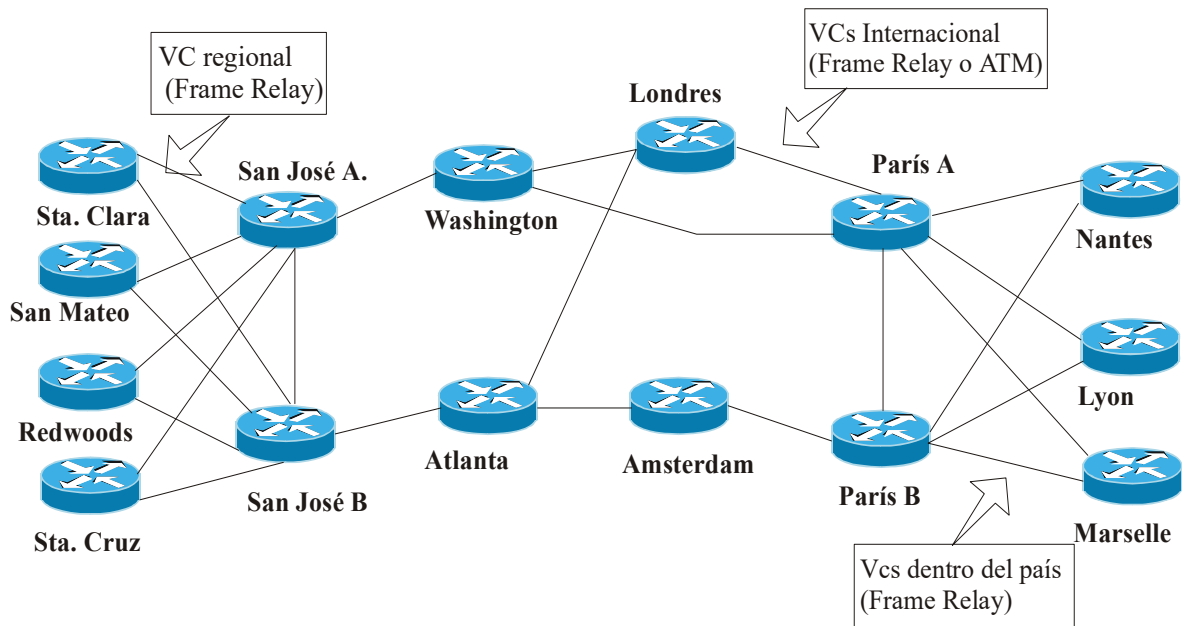 VC regional
(Frame Relay)
VCs Internacional
(Frame Relay o ATM)
Londres
San José A.
París A
Sta. Clara
Washington
Nantes
San Mateo
Lyon
Redwoods
Atlanta
Amsterdam
San José B
París B
Sta. Cruz
Marselle
Vcs dentro del país
(Frame Relay)